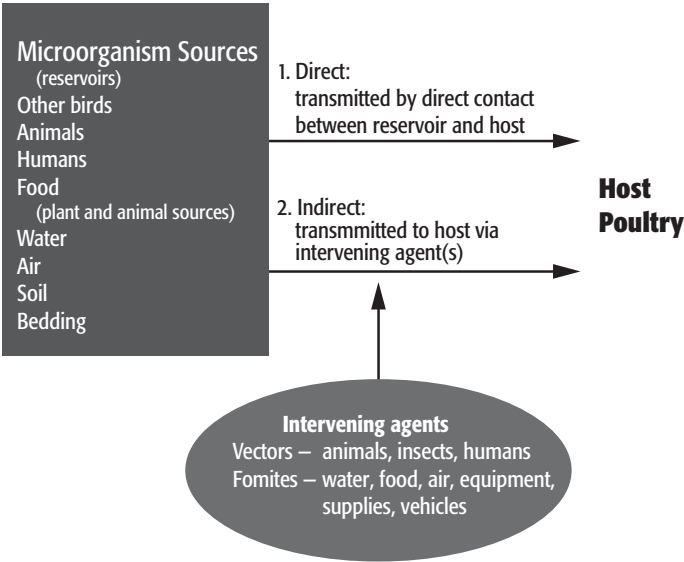 Microorganism Sources
(reservoirs)
Other birds
Animals
Humans
Food
(plant and animal sources)
Water
Air
Soil
Bedding
1. Direct:
transmitted by direct contact
between reservoir and host
2. Indirect:
transmmitted to host via
intervening agent(s)
Host
Poultry
Intervening agents
Vectors – animals, insects, humans
Fomites – water, food, air, equipment,
supplies, vehicles